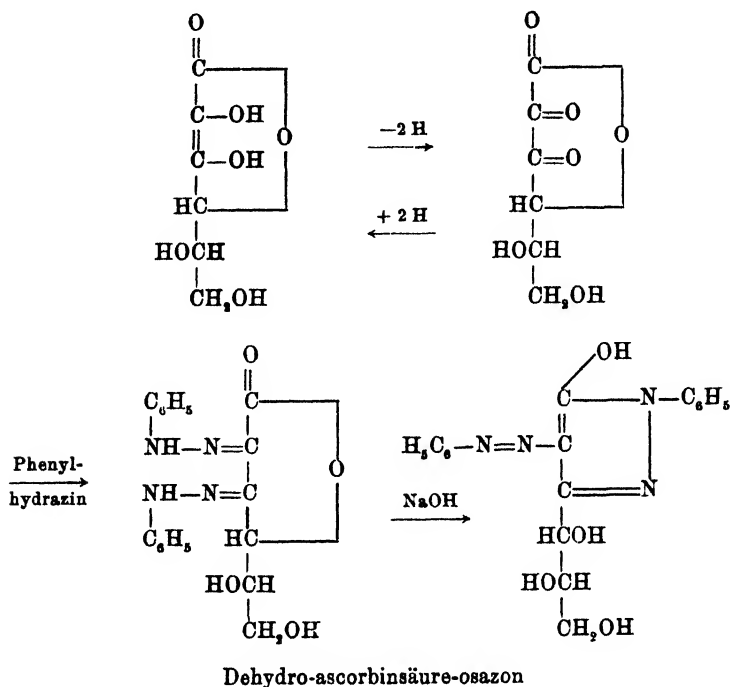 O O
C C
C—OH C=O
O −2 H O
C—OH C=O
HC + 2 H HC
HOCH HOCH
CH₂OH CH₂OH
O OH
C₆H₅ C C N—C₆H₅
NH—N=C H₅C₆—N=N—C
Phenyl- O
hydrazin NH—N=C NaOH C N
C₆H₅ HC HCOH
HOCH HOCH
CH₂OH CH₂OH
Dehydro-ascorbinsäure-osazon